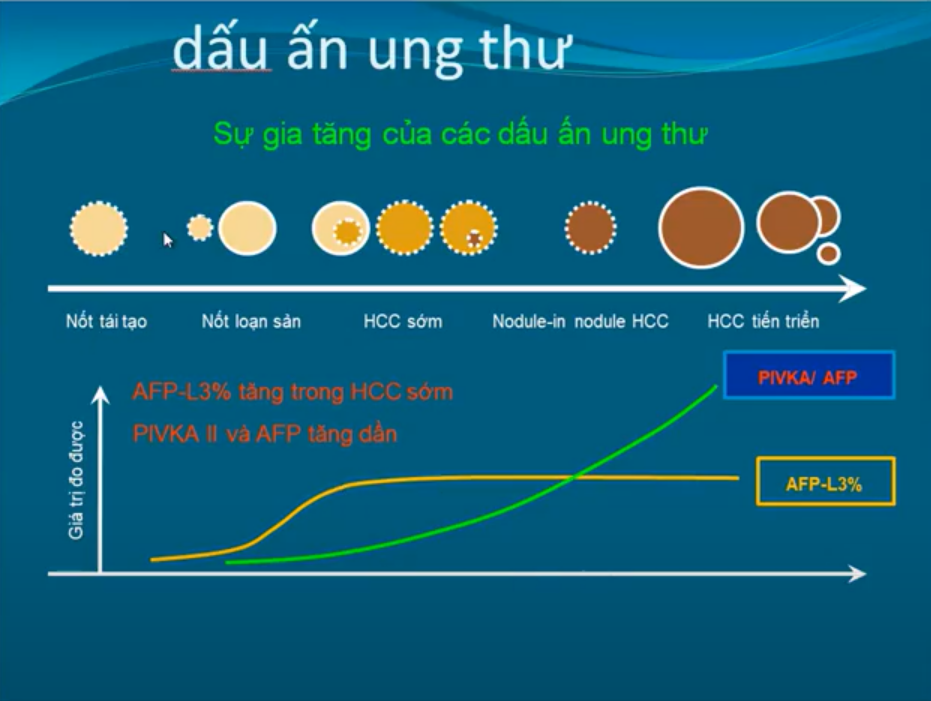 dấu ấn ung thư
Sự gia tăng của các dấu ấn ung thư
Nốt tái tạo
Nốt loạn sản
HCC sớm
Nodule-in nodule HCC
HCC tiến triển
AFP-L3% tăng trong HCC sớm
PIVKA II và AFP tăng dần
PIVKA/ AFP
AFP-L3%
Giá trị đo được